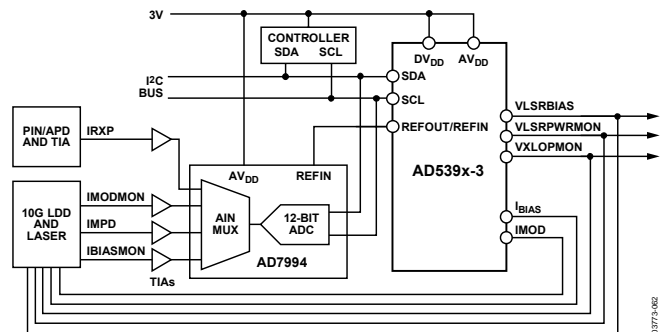 3V
CONTROLLER
SDA SCL
I²C
BUS
DVDD AVDD
SDA
SCL
REFOUT/REFIN
AD539x-3
VLSRBIAS
VLSRPWRMON
VXLOPMON
IBIAS
IMOD
PIN/APD
AND TIA
IRXP
AVDD REFIN
10G LDD
AND
LASER
IMODMON
IMPD
IBIASMON
TIAs
AIN
MUX
12-BIT
ADC
AD7994
03773-062